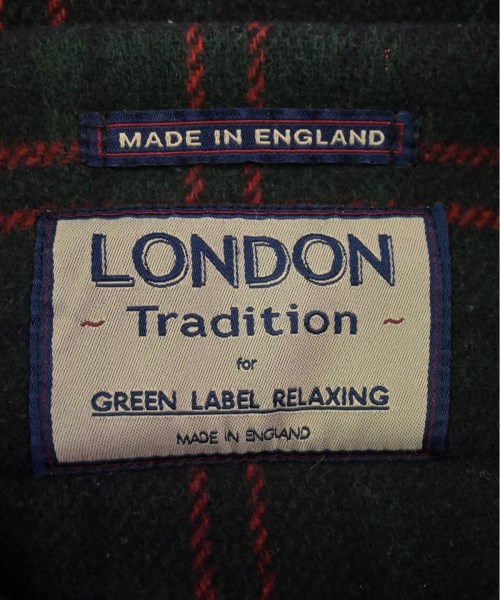 MADE IN ENGLAND
LONDON
~ Tradition ~
for
GREEN LABEL RELAXING
MADE IN ENGLAND